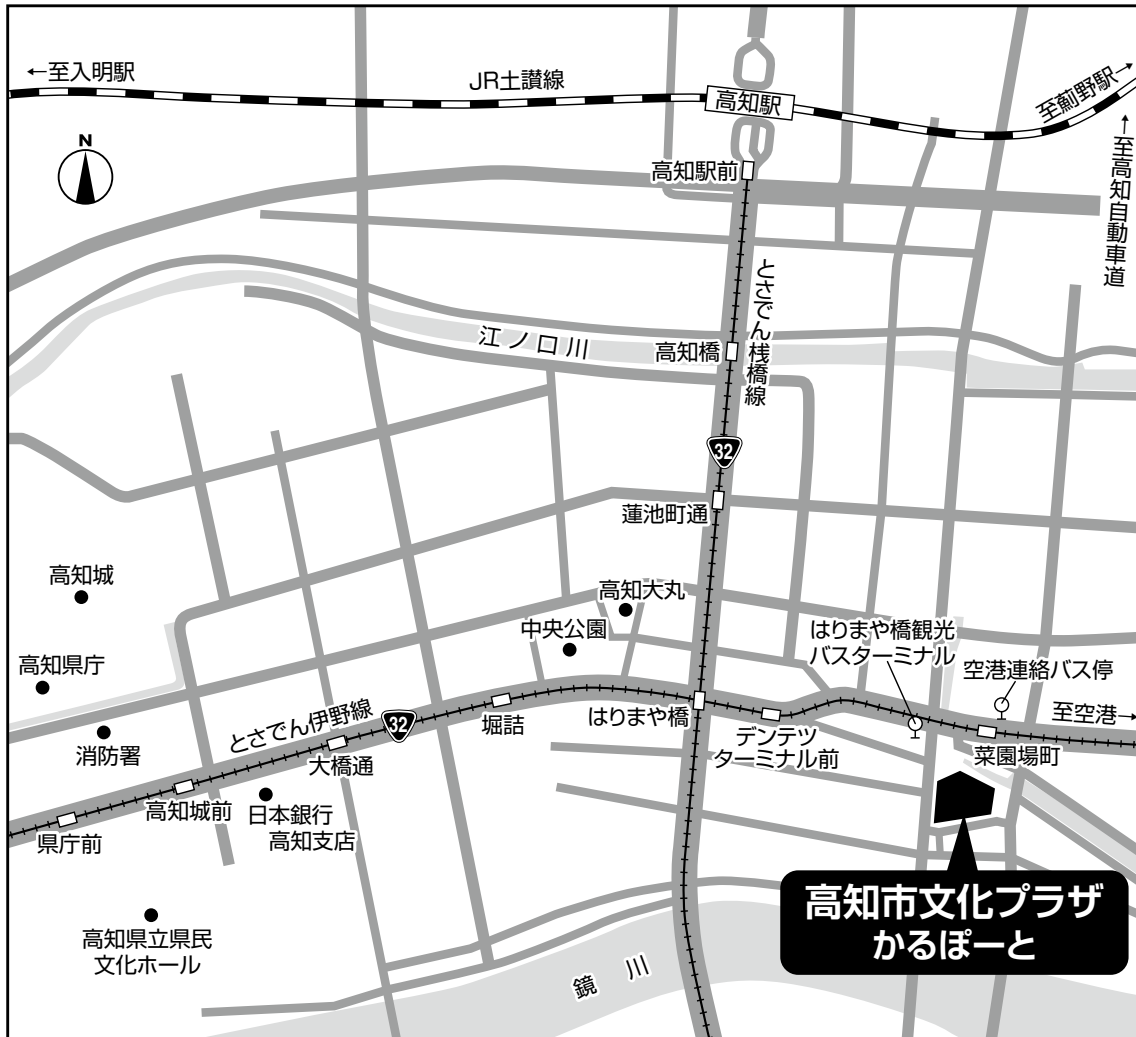 ←至入明駅
JR土讃線
高知駅
至薊野駅→
←至高知自動車道
N
高知駅前
とさでん桟橋線
江ノ口川
高知橋
32
蓮池町通
高知城
高知大丸
中央公園
はりまや橋観光
バスターミナル
空港連絡バス停
高知県庁
至空港→
とさでん伊野線
32
堀詰
はりまや橋
デンテツ
ターミナル前
菜園場町
消防署
大橋通
高知城前
日本銀行
高知支店
県庁前
高知市文化プラザ
かるぽーと
高知県立県民
文化ホール
鏡川